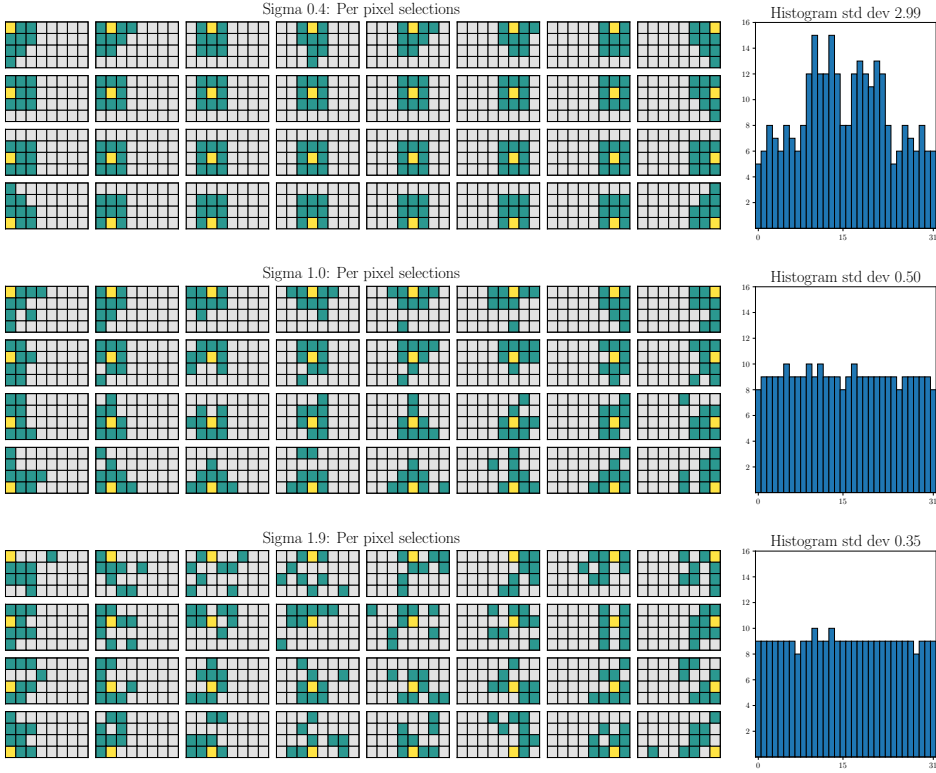 Sigma 0.4: Per pixel selections
Histogram std dev 2.99
16
14
12
10
8
6
4
2
0 15 31
Sigma 1.0: Per pixel selections
Histogram std dev 0.50
16
14
12
10
8
6
4
2
0 15 31
Sigma 1.9: Per pixel selections
Histogram std dev 0.35
16
14
12
10
8
6
4
2
0 15 31